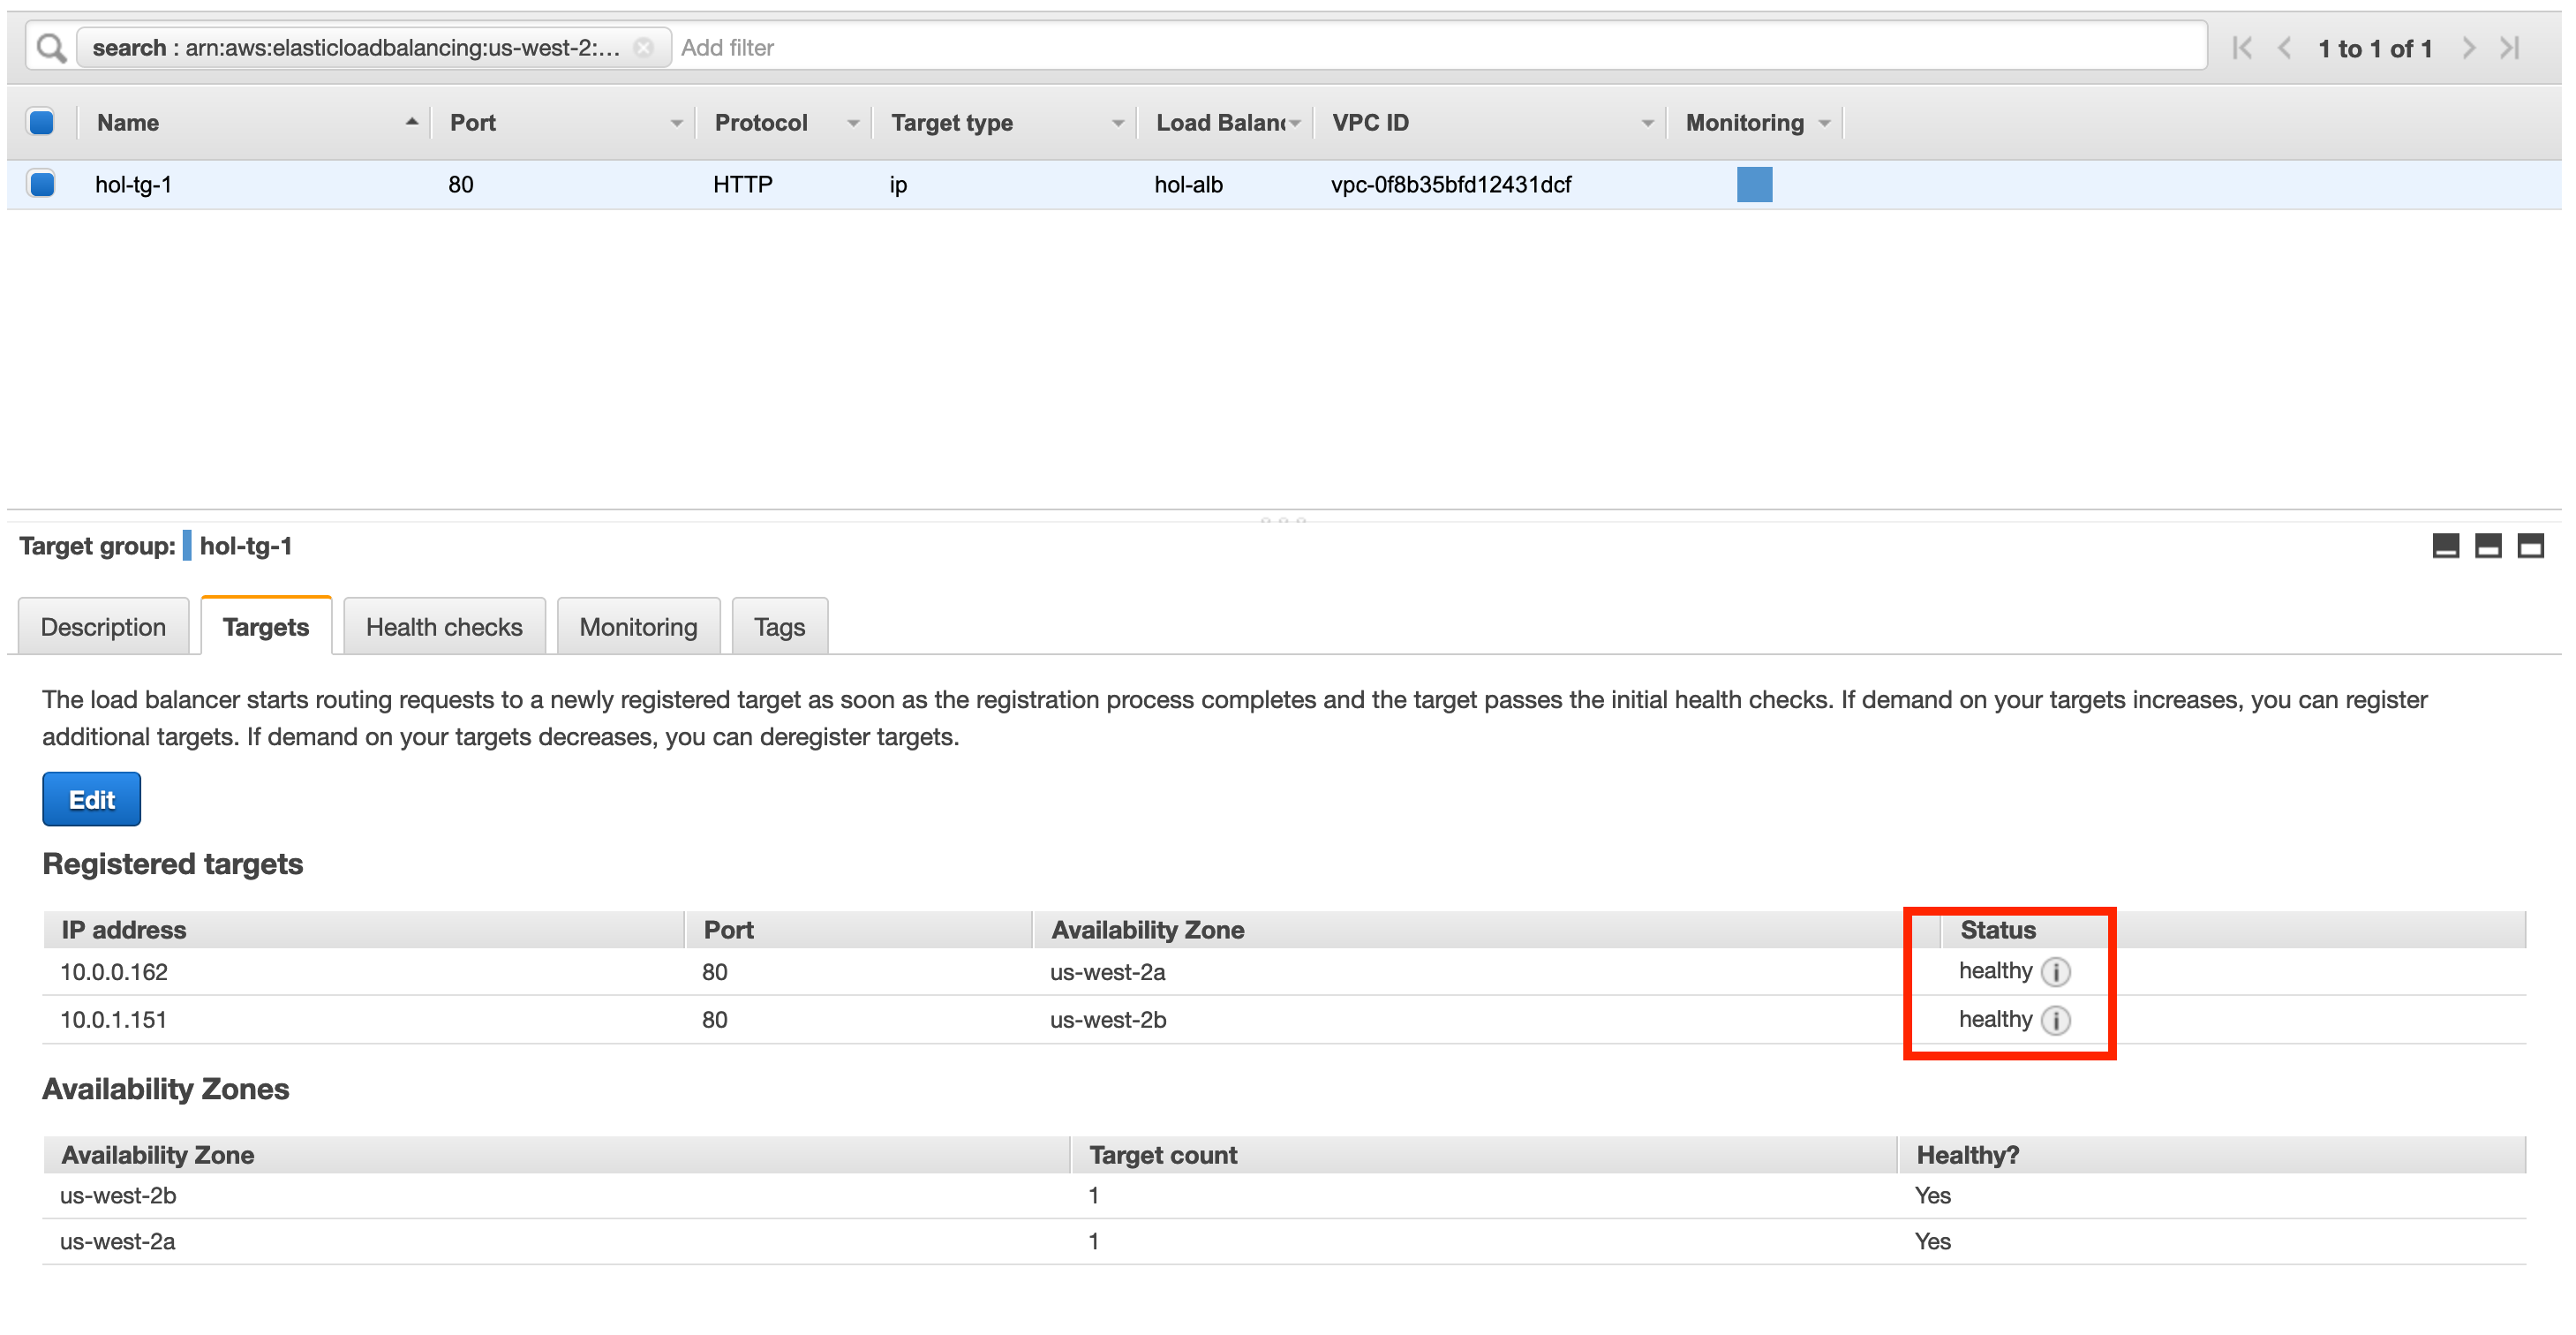 search : arn:aws:elasticloadbalancing:us-west-2:... Add filter 1 to 1 of 1
Name Port Protocol Target type Load Balanc VPC ID Monitoring
hol-tg-1 80 HTTP ip hol-alb vpc-0f8b35bfd12431dcf
Target group: hol-tg-1
Description Targets Health checks Monitoring Tags
The load balancer starts routing requests to a newly registered target as soon as the registration process completes and the target passes the initial health checks. If demand on your targets increases, you can register
additional targets. If demand on your targets decreases, you can deregister targets.
Edit
Registered targets
IP address Port Availability Zone Status
10.0.0.162 80 us-west-2a healthy i
10.0.1.151 80 us-west-2b healthy i
Availability Zones
Availability Zone Target count Healthy?
us-west-2b 1 Yes
us-west-2a 1 Yes